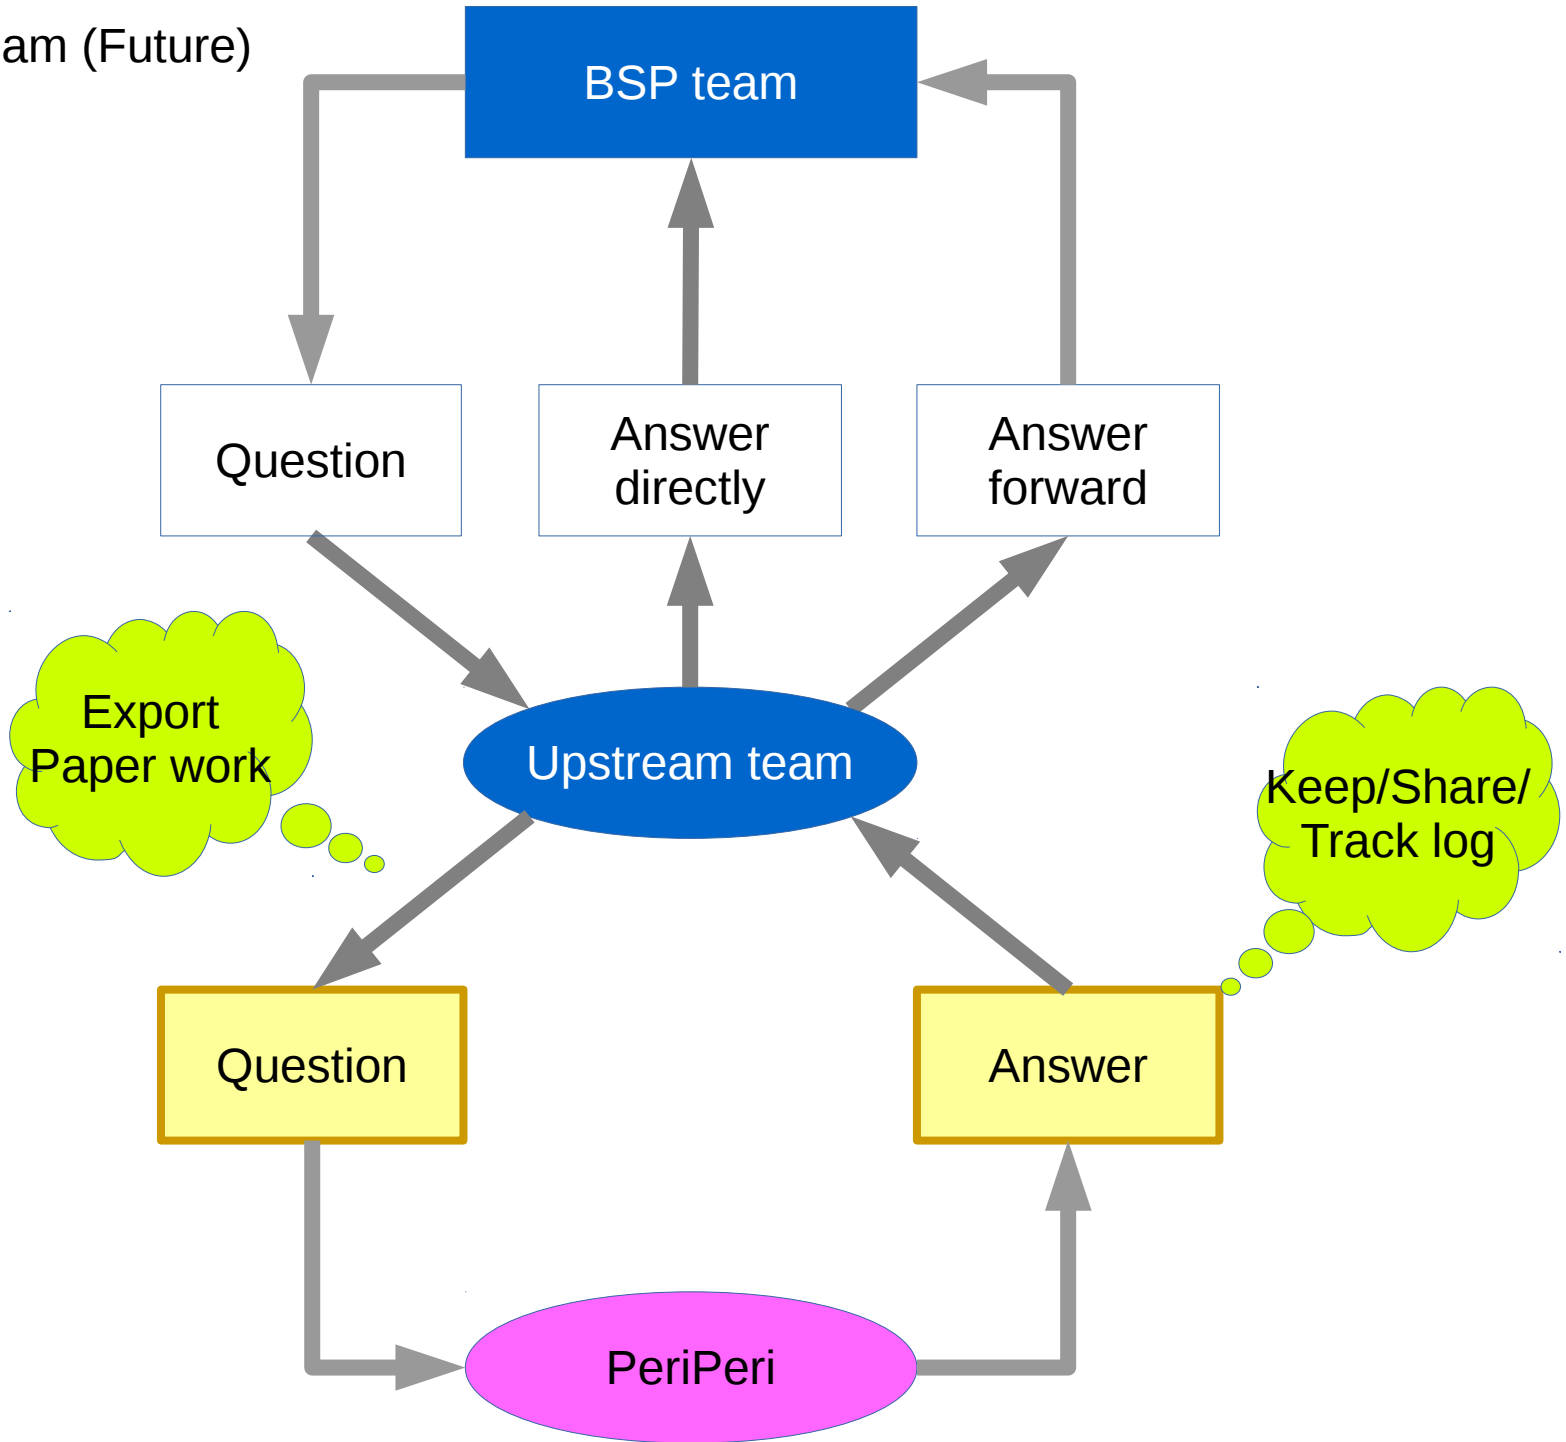 am (Future)
BSP team
Question
Answer
directly
Answer
forward
Export
Paper work
Upstream team
Keep/Share/
Track log
Question
Answer
PeriPeri